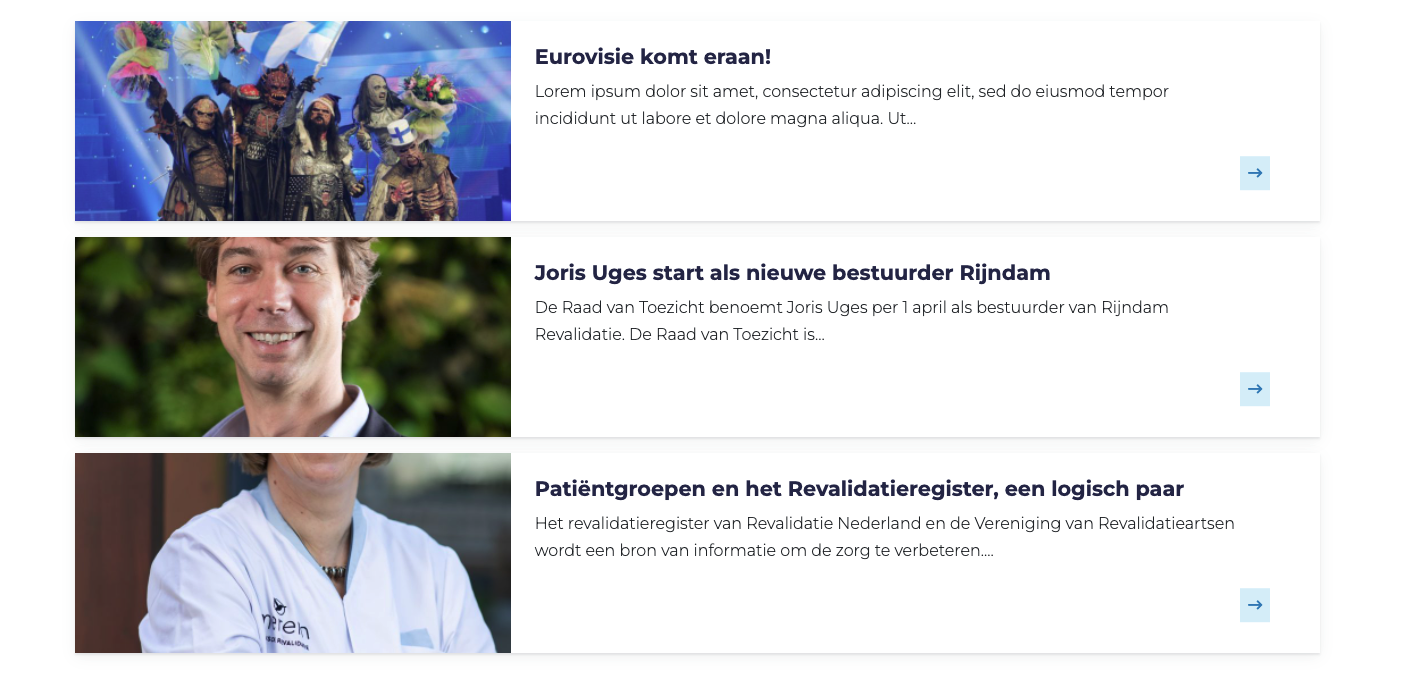 Eurovisie komt eraan!
Lorem ipsum dolor sit amet, consectetur adipiscing elit, sed do eiusmod tempor
incididunt ut labore et dolore magna aliqua. Ut...
Joris Uges start als nieuwe bestuurder Rijndam
De Raad van Toezicht benoemt Joris Uges per 1 april als bestuurder van Rijndam
Revalidatie. De Raad van Toezicht is...
Patiëntgroepen en het Revalidatieregister, een logisch paar
Het revalidatieregister van Revalidatie Nederland en de Vereniging van Revalidatieartsen
wordt een bron van informatie om de zorg te verbeteren....